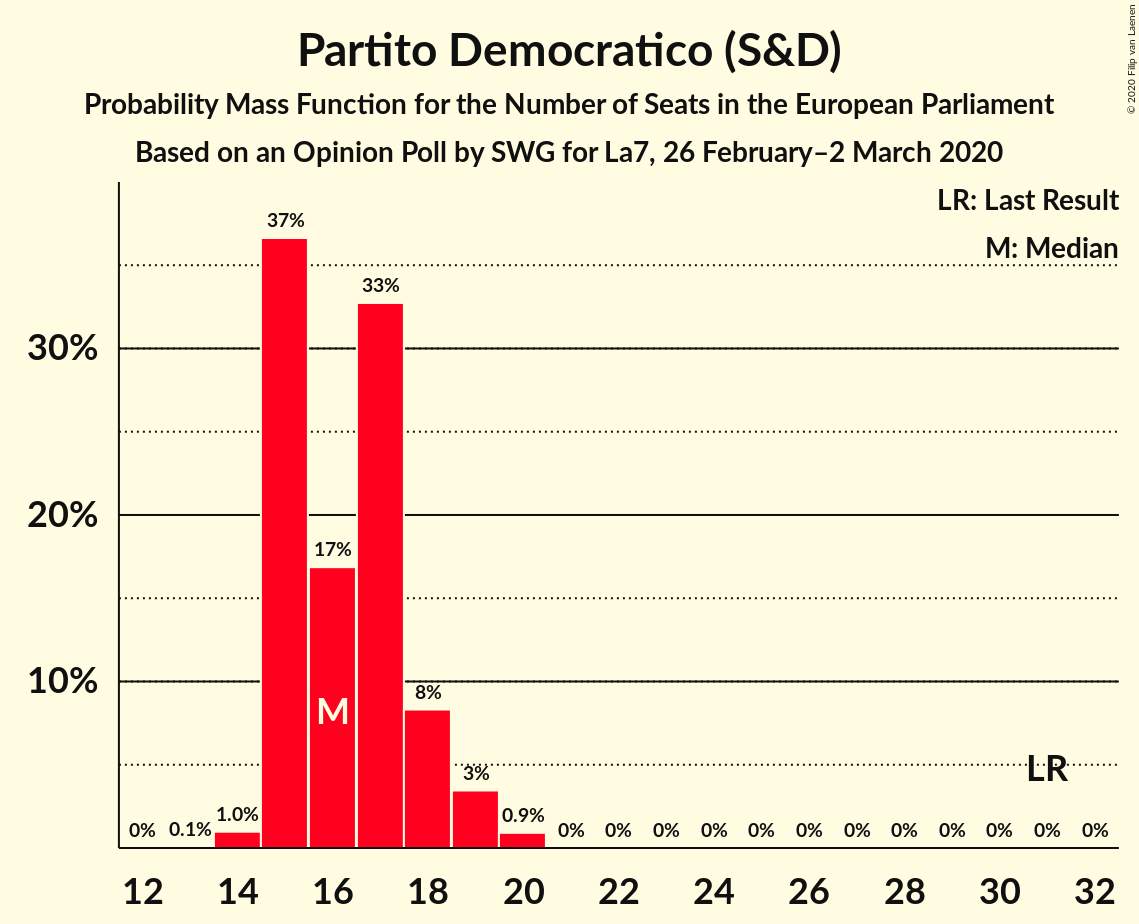 Partito Democratico (S&D)
Probability Mass Function for the Number of Seats in the European Parliament
Based on an Opinion Poll by SWG for La7, 26 February–2 March 2020
© 2020 Filip van Laenen
LR: Last Result
M: Median
37%
33%
30%
20%
17%
10%
8%
M
3%
LR
0% 0.1% 1.0% 0.9% 0% 0% 0% 0% 0% 0% 0% 0% 0% 0% 0% 0%
12 14 16 18 20 22 24 26 28 30 32